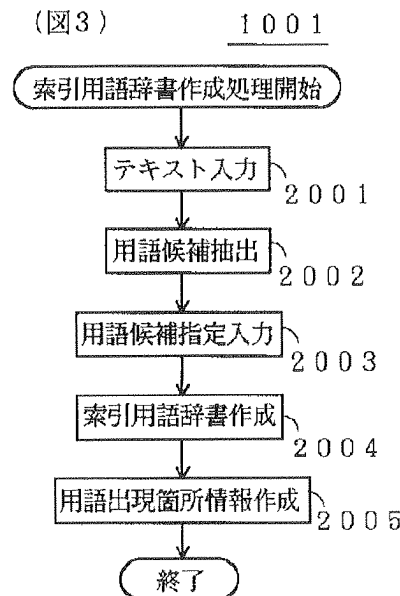 (図3) 1001
索引用語辞書作成処理開始
テキスト入力
2001
用語候補抽出
2002
用語候補指定入力
2003
索引用語辞書作成
2004
用語出現箇所情報作成
2005
終了